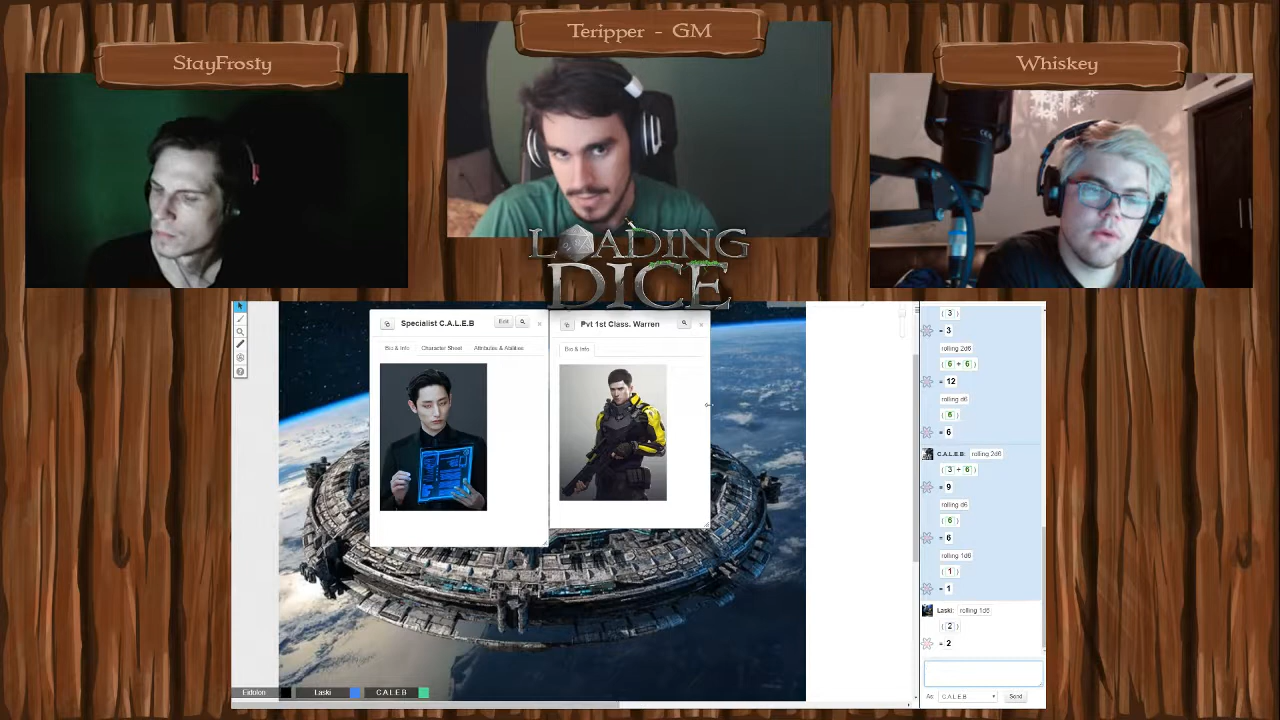 StayFrosty
Teripper - GM
Whiskey
LOADING
DICE
Specialist C.A.L.E.B
Edit
Bio & Info
Character Sheet
Attributes & Abilities
Pvt 1st Class. Warren
Bio & Info
( 3 )
= 3
rolling 2d6
( 6 + 6 )
= 12
rolling d6
( 6 )
= 6
C.A.L.E.B: rolling 2d6
( 3 + 6 )
= 9
rolling d6
( 6 )
= 6
rolling 1d6
( 1 )
= 1
Laski: rolling 1d6
( 2 )
= 2
As: C.A.L.E.B
Send
Eidolon
Laski
C A L E B